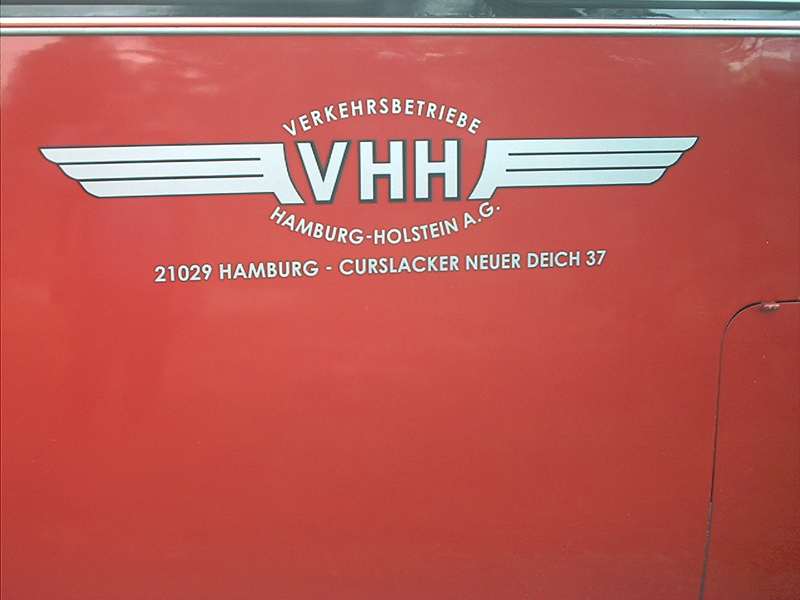 VERKEHRSBETRIEBE
VHH
HAMBURG-HOLSTEIN A.G.
21029 HAMBURG - CURSLACKER NEUER DEICH 37